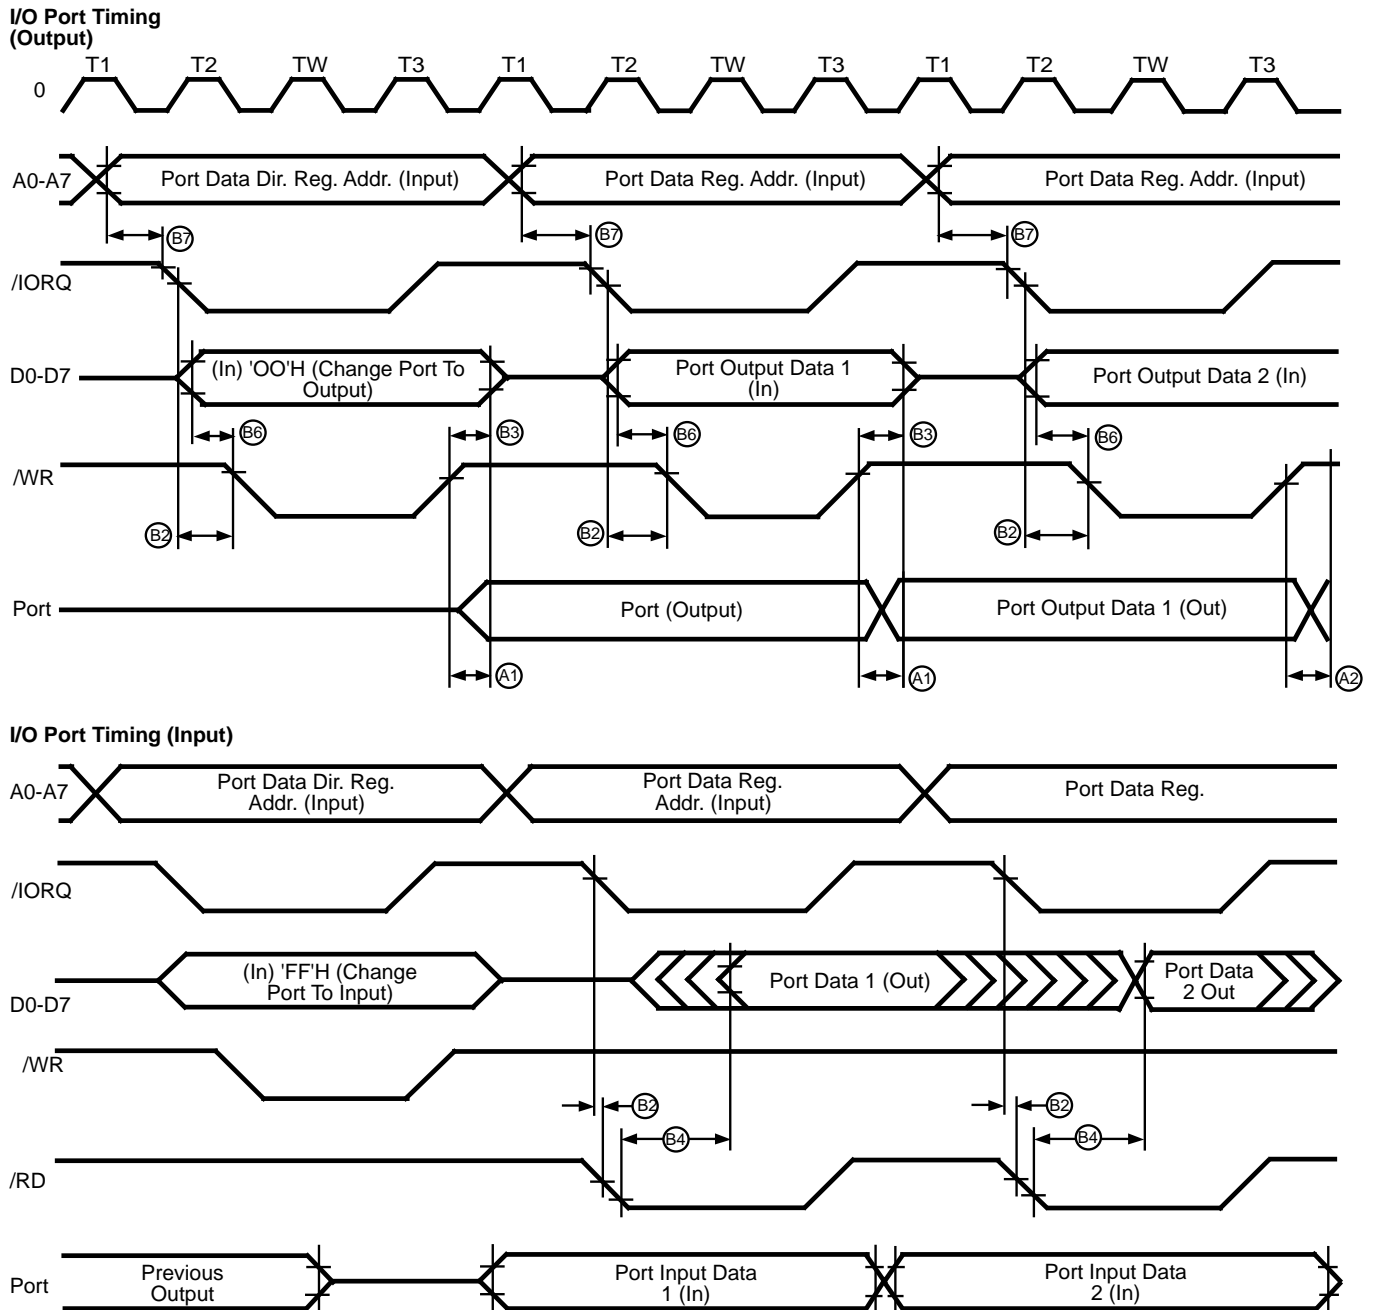 I/O Port Timing
(Output)
T1 T2 TW T3 T1 T2 TW T3 T1 T2 TW T3
0
A0-A7 Port Data Dir. Reg. Addr. (Input) Port Data Reg. Addr. (Input) Port Data Reg. Addr. (Input)
B7 B7 B7
/IORQ
D0-D7 (In) 'OO'H (Change Port To
Output) Port Output Data 1
(In) Port Output Data 2 (In)
B6 B3 B6 B3 B6
/WR
B2 B2 B2
Port Port (Output) Port Output Data 1 (Out)
A1 A1 A2
I/O Port Timing (Input)
A0-A7 Port Data Dir. Reg.
Addr. (Input) Port Data Reg.
Addr. (Input) Port Data Reg.
/IORQ
D0-D7 (In) 'FF'H (Change
Port To Input) Port Data 1 (Out) Port Data
2 Out
/WR
B2 B2
B4 B4
/RD
Port Previous
Output Port Input Data
1 (In) Port Input Data
2 (In)